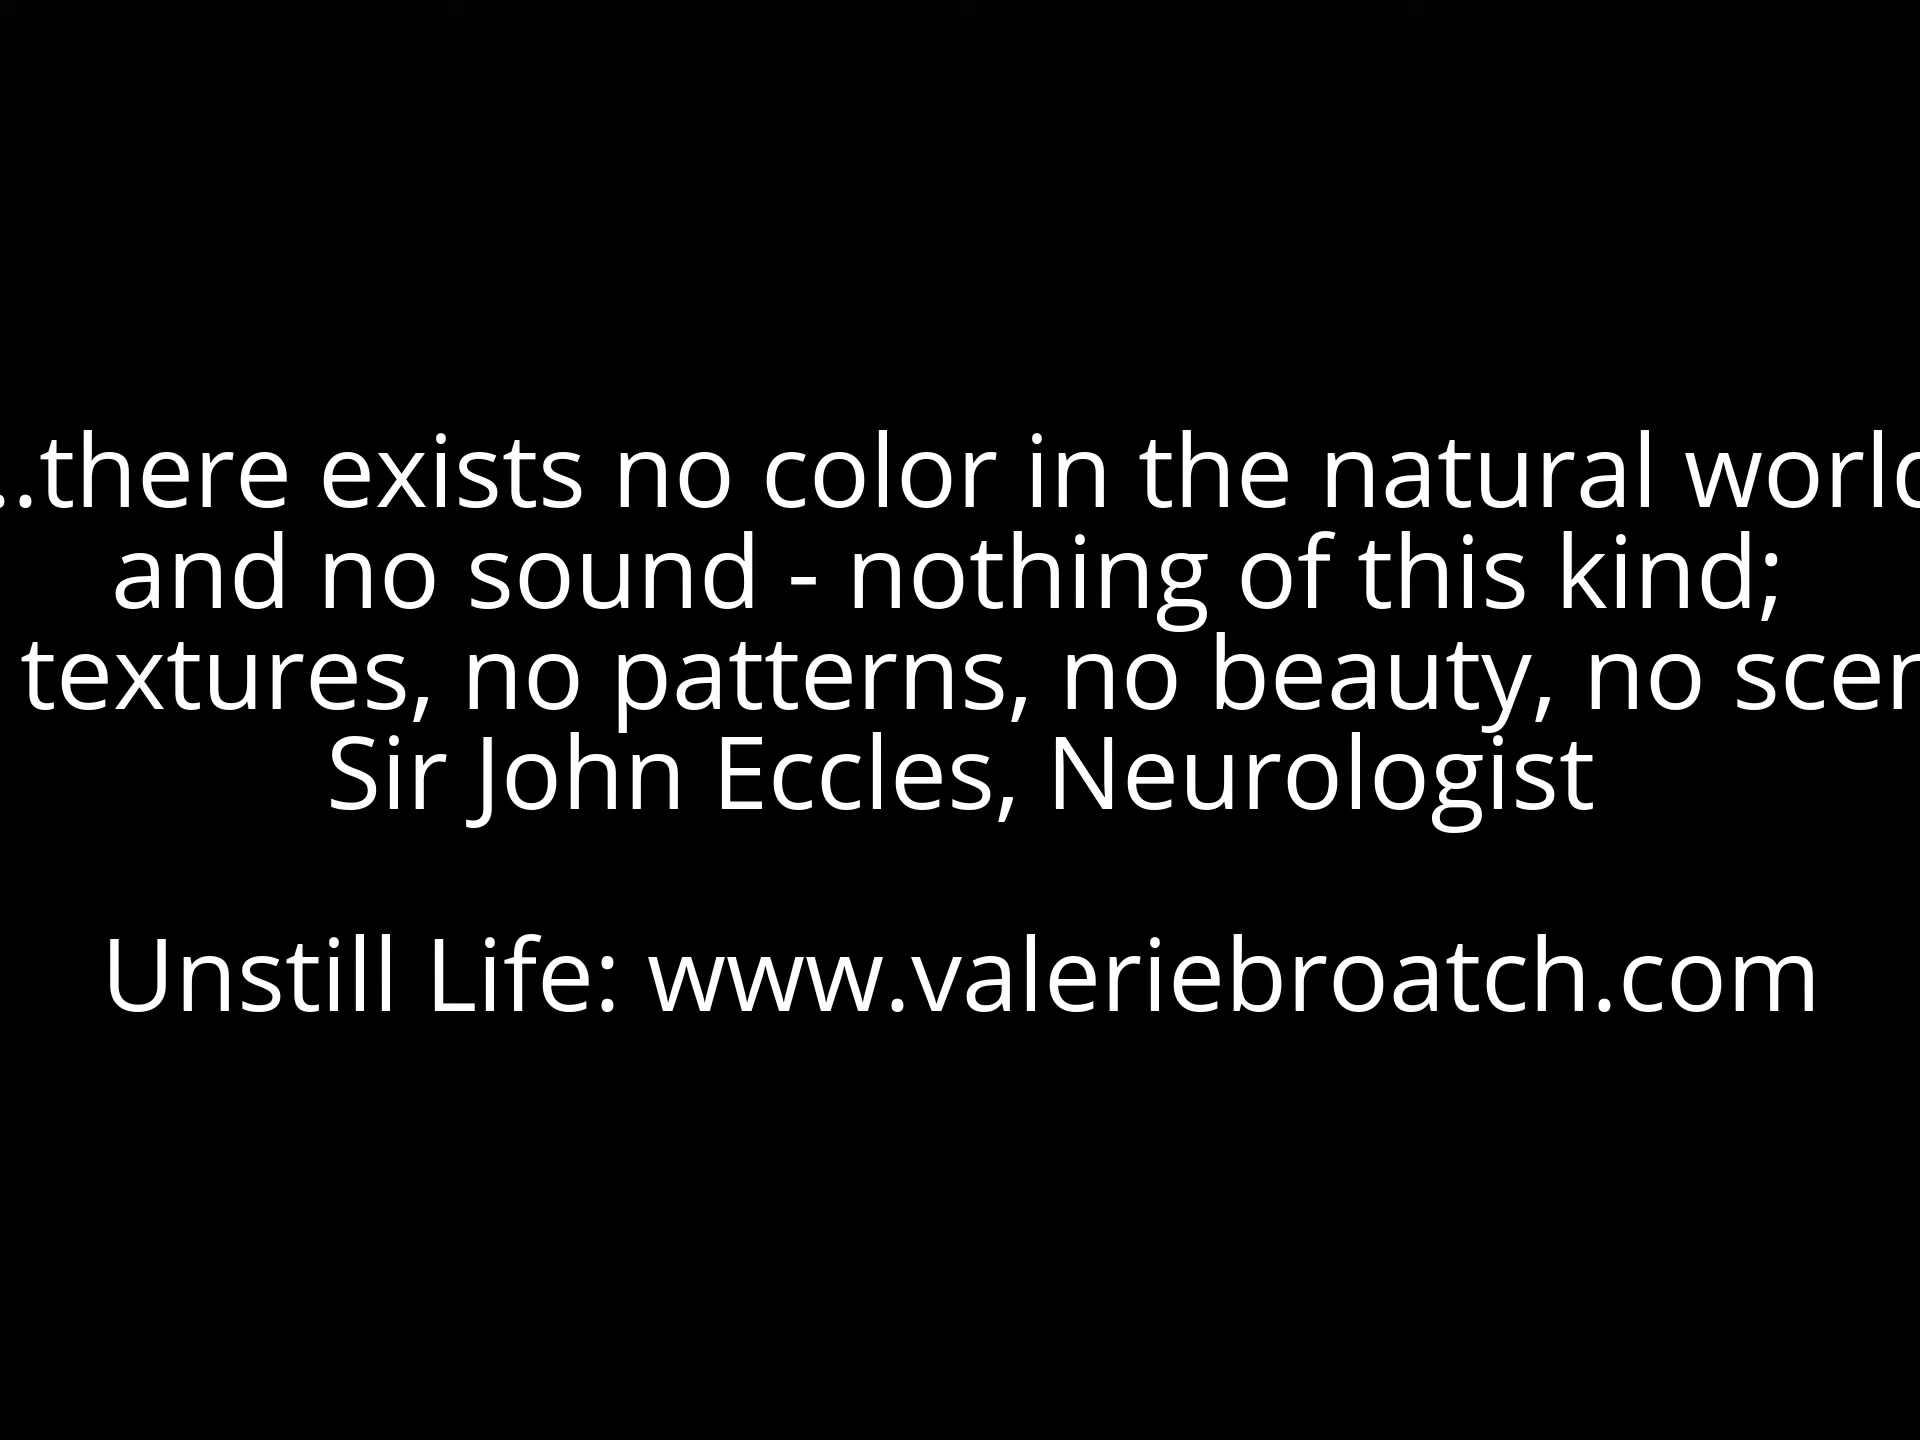 ..there exists no color in the natural world
and no sound - nothing of this kind;
textures, no patterns, no beauty, no
Sir John Eccles, Neurologist
Unstill Life: www.valeriebroatch.com